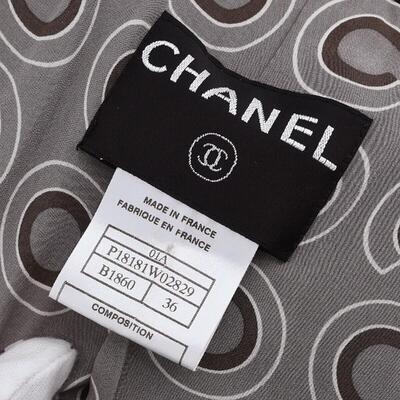 CHANEL
MADE IN FRANCE
FABRIQUE EN FRANCE
01A
P18181W02829
B1860 36
COMPOSITION